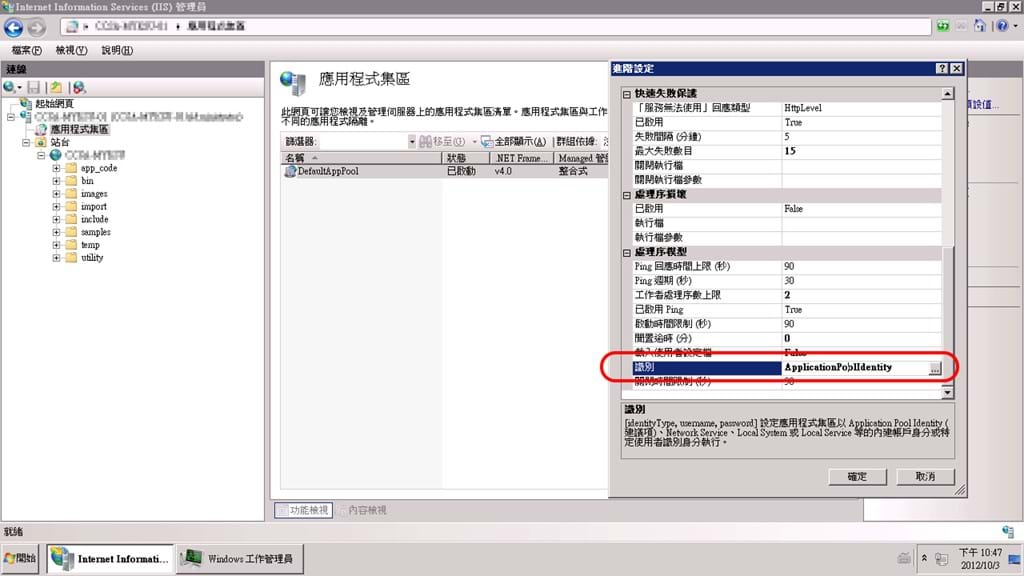 Internet Information Services (IIS) 管理員
應用程式集區
檔案(F) 檢視(V) 說明(H)
連線
起始網頁
應用程式集區
站台
app_code
bin
images
import
include
samples
temp
utility
應用程式集區
此網頁可讓您檢視及管理伺服器上的應用程式集區清單。應用程式集區與工作
不同的應用程式隔離。
篩選器: 移至(G) 全部顯示(A) 群組依據:
名稱 狀態 .NET Frame... Managed 管
DefaultAppPool 已啟動 v4.0 整合式
功能檢視 內容檢視
進階設定
快速失敗保護
「服務無法使用」回應類型 HttpLevel
已啟用 True
失敗間隔 (分鐘) 5
最大失敗數目 15
關閉執行檔
關閉執行檔參數
處理序損壞
已啟用 False
執行檔
執行檔參數
處理序模型
Ping 回應時間上限 (秒) 90
Ping 週期 (秒) 30
工作者處理序數上限 2
已啟用 Ping True
啟動時間限制 (秒) 90
閒置逾時 (分) 0
載入使用者設定檔 False
識別 ApplicationPoolIdentity ...
關閉時間限制 (秒) 90
識別
[identityType, username, password] 設定應用程式集區以 Application Pool Identity (
建議項)、Network Service、Local System 或 Local Service 等的內建帳戶身分或特
定使用者識別身分執行。
確定 取消
設值...
就緒
開始 Internet Informati... Windows 工作管理員
下午 10:47
2012/10/3